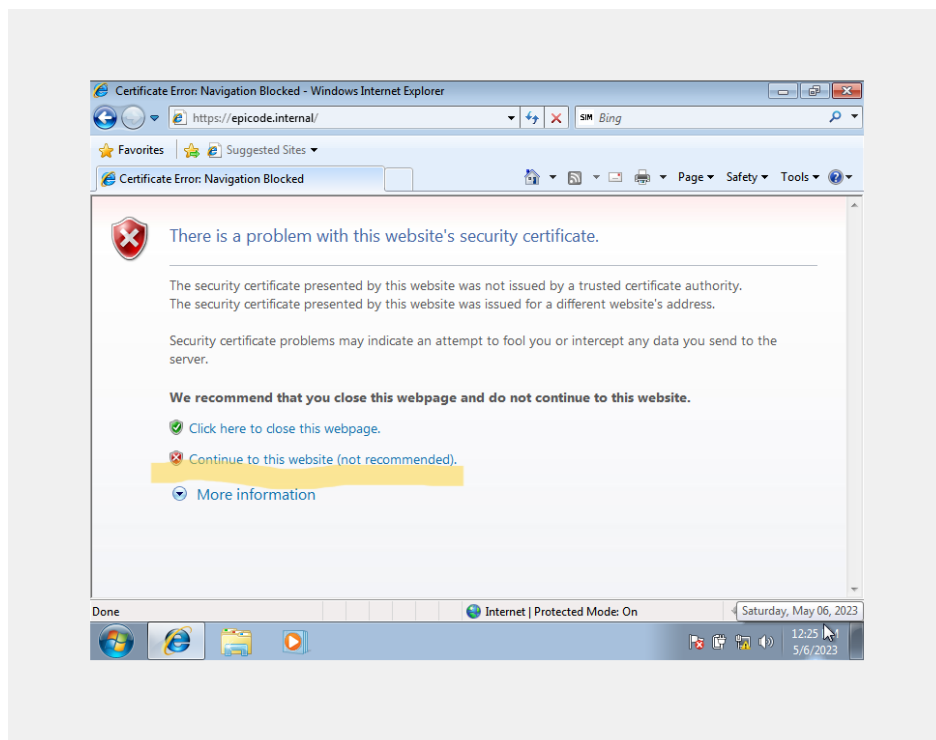 Certificate Error: Navigation Blocked - Windows Internet Explorer
https://epicode.internal/
SIM Bing
Favorites Suggested Sites
Certificate Error: Navigation Blocked
Page Safety Tools
There is a problem with this website's security certificate.
The security certificate presented by this website was not issued by a trusted certificate authority.
The security certificate presented by this website was issued for a different website's address.
Security certificate problems may indicate an attempt to fool you or intercept any data you send to the
server.
We recommend that you close this webpage and do not continue to this website.
Click here to close this webpage.
Continue to this website (not recommended).
More information
Done
Internet | Protected Mode: On
Saturday, May 06, 2023
12:25
5/6/2023